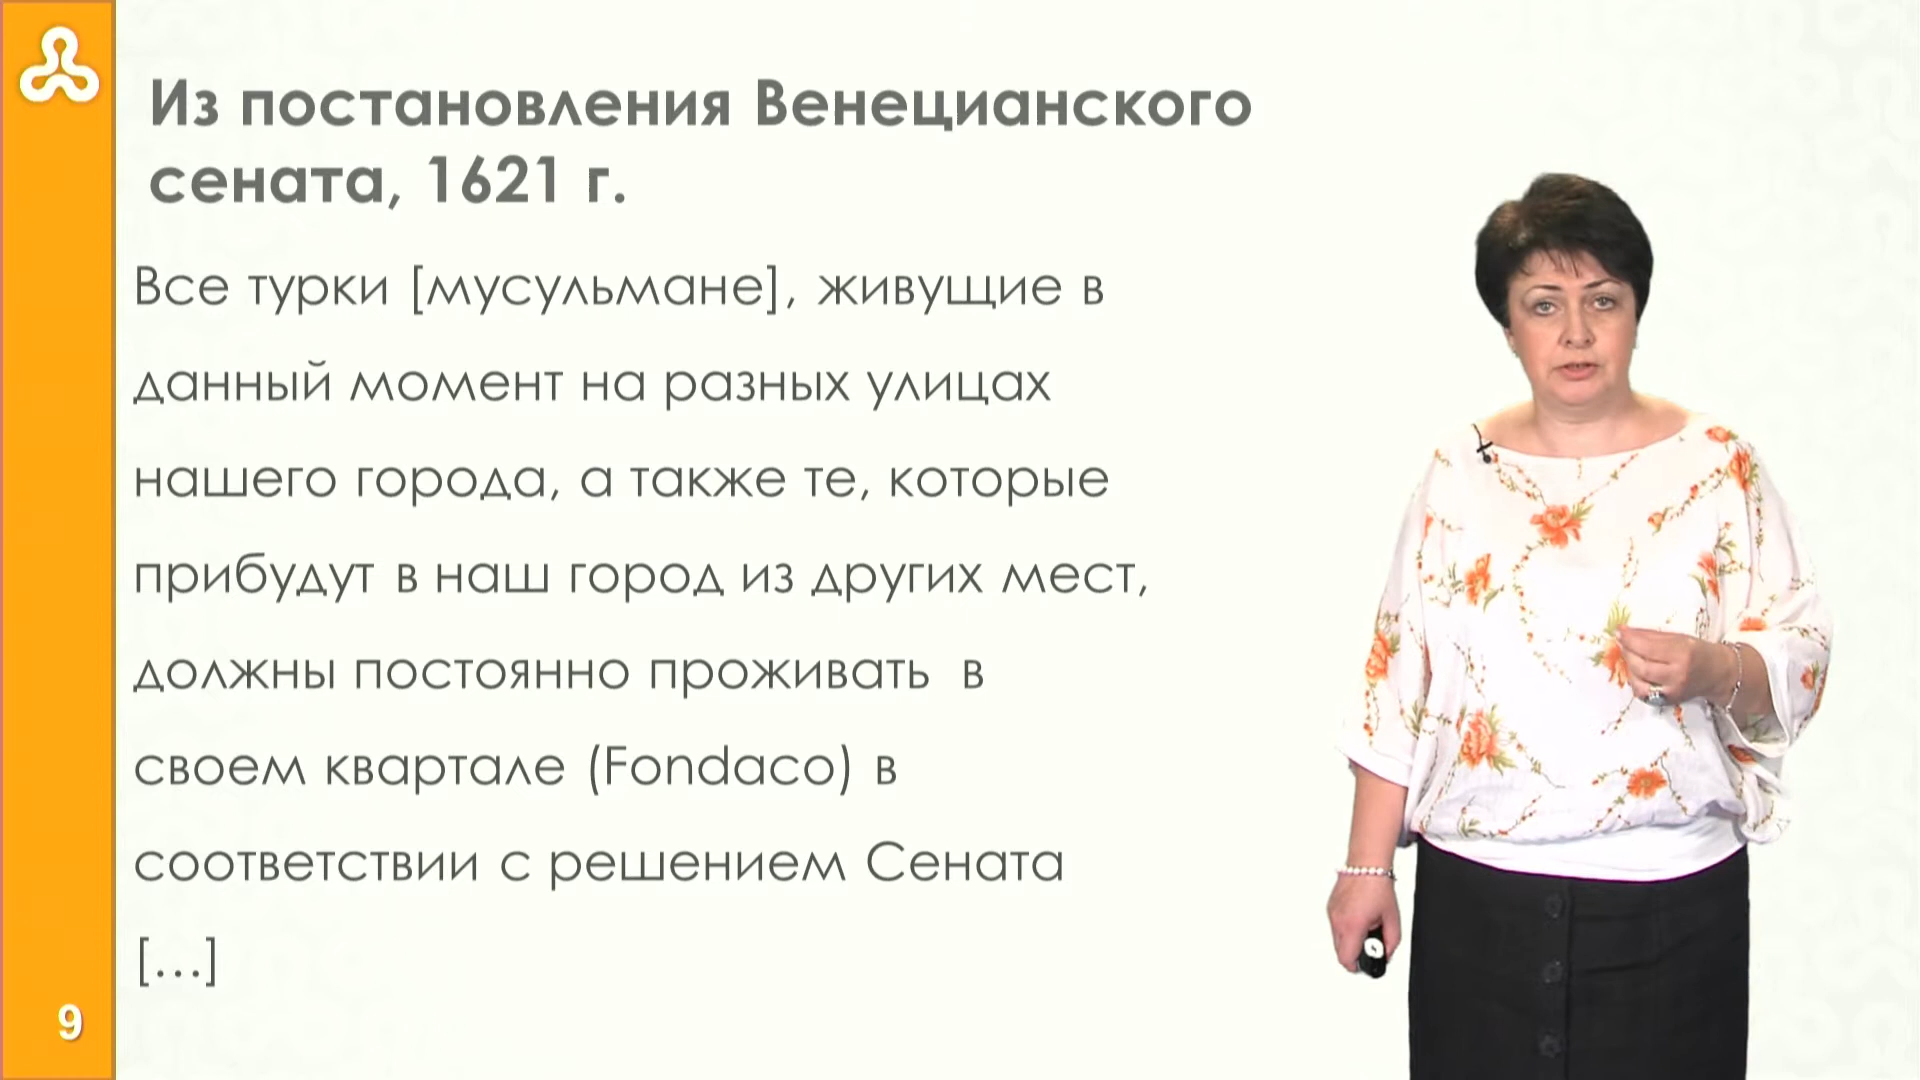 Из постановления Венецианского
сената, 1621 г.
Все турки [мусульмане], живущие в
данный момент на разных улицах
нашего города, а также те, которые
прибудут в наш город из других мест,
должны постоянно проживать в
своем квартале (Fondaco) в
соответствии с решением Сената
[…]
9